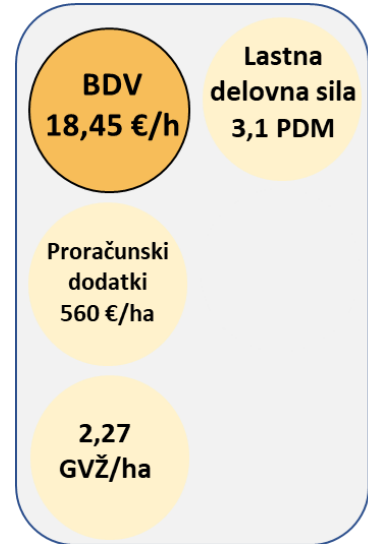 BDV
18,45 €/h
Lastna
delovna sila
3,1 PDM
Proračunski
dodatki
560 €/ha
2,27
GVŽ/ha